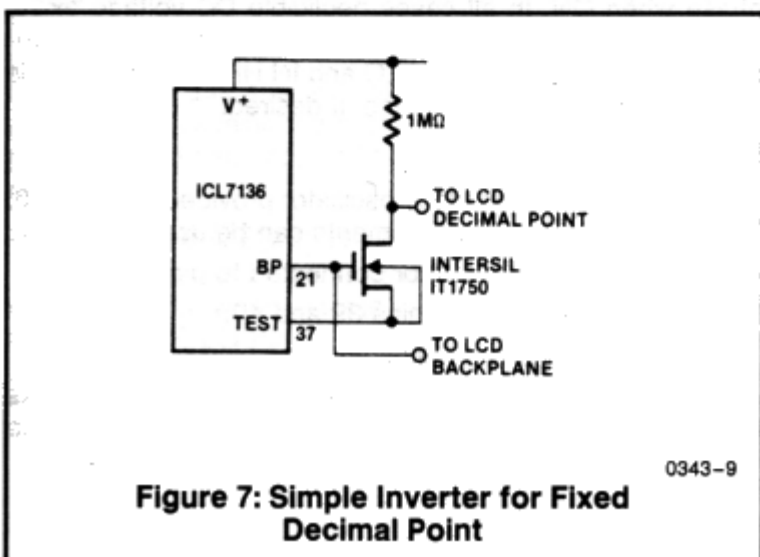 V+
1MΩ
ICL7136
TO LCD
DECIMAL POINT
BP
21
INTERSIL
IT1750
TEST
37
TO LCD
BACKPLANE
0343–9
Figure 7: Simple Inverter for Fixed
Decimal Point